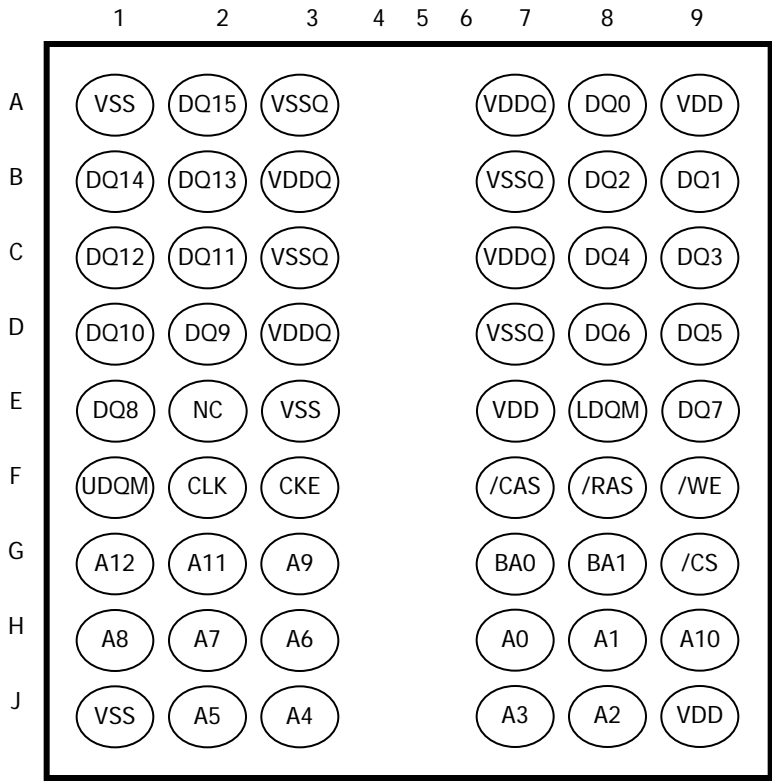 1 2 3 4 5 6 7 8 9
A VSS DQ15 VSSQ VDDQ DQ0 VDD
B DQ14 DQ13 VDDQ VSSQ DQ2 DQ1
C DQ12 DQ11 VSSQ VDDQ DQ4 DQ3
D DQ10 DQ9 VDDQ VSSQ DQ6 DQ5
E DQ8 NC VSS VDD LDQM DQ7
F UDQM CLK CKE /CAS /RAS /WE
G A12 A11 A9 BA0 BA1 /CS
H A8 A7 A6 A0 A1 A10
J VSS A5 A4 A3 A2 VDD